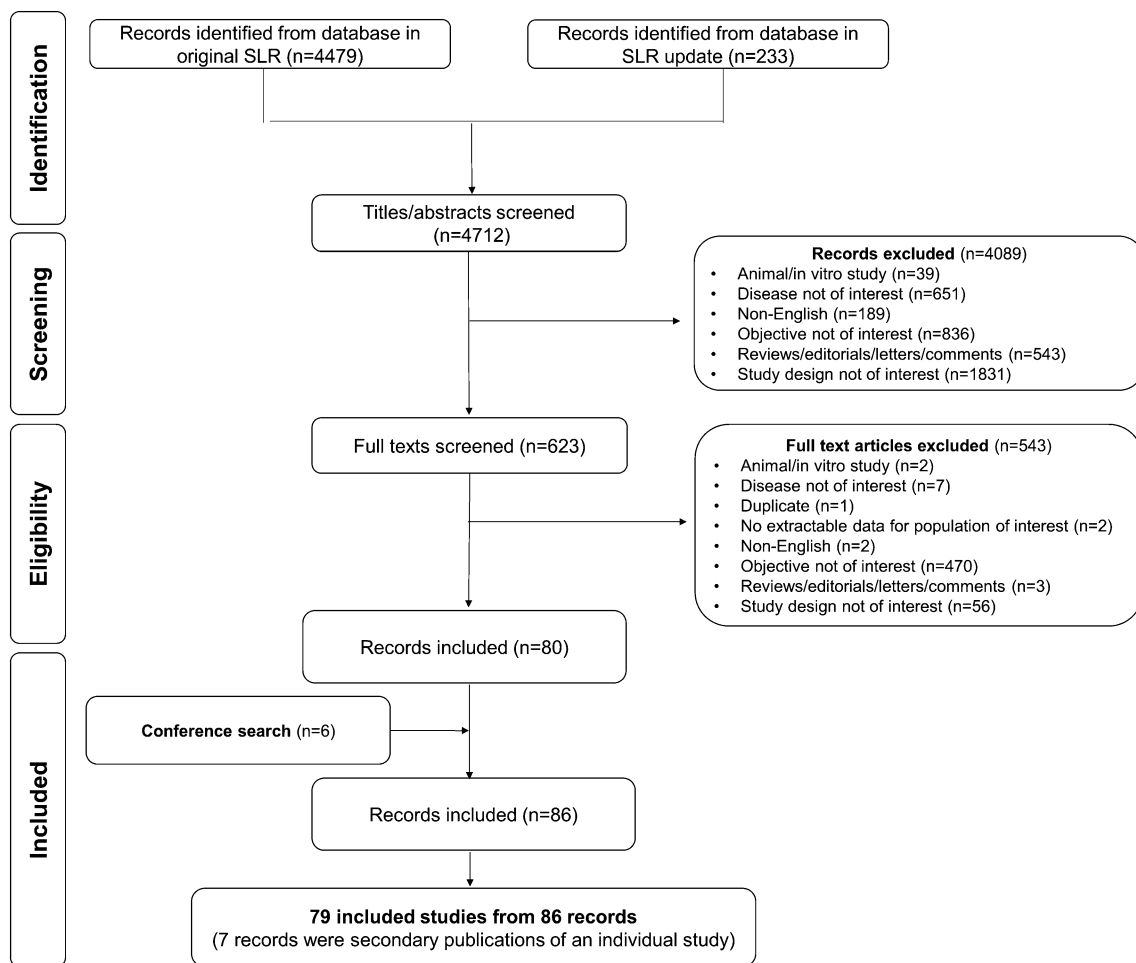 Identification
Records identified from database in
original SLR (n=4479)
Records identified from database in
SLR update (n=233)
Titles/abstracts screened
(n=4712)
Screening
Records excluded (n=4089)
• Animal/in vitro study (n=39)
• Disease not of interest (n=651)
• Non-English (n=189)
• Objective not of interest (n=836)
• Reviews/editorials/letters/comments (n=543)
• Study design not of interest (n=1831)
Eligibility
Full texts screened (n=623)
Full text articles excluded (n=543)
• Animal/in vitro study (n=2)
• Disease not of interest (n=7)
• Duplicate (n=1)
• No extractable data for population of interest (n=2)
• Non-English (n=2)
• Objective not of interest (n=470)
• Reviews/editorials/letters/comments (n=3)
• Study design not of interest (n=56)
Records included (n=80)
Included
Conference search (n=6)
Records included (n=86)
79 included studies from 86 records
(7 records were secondary publications of an individual study)